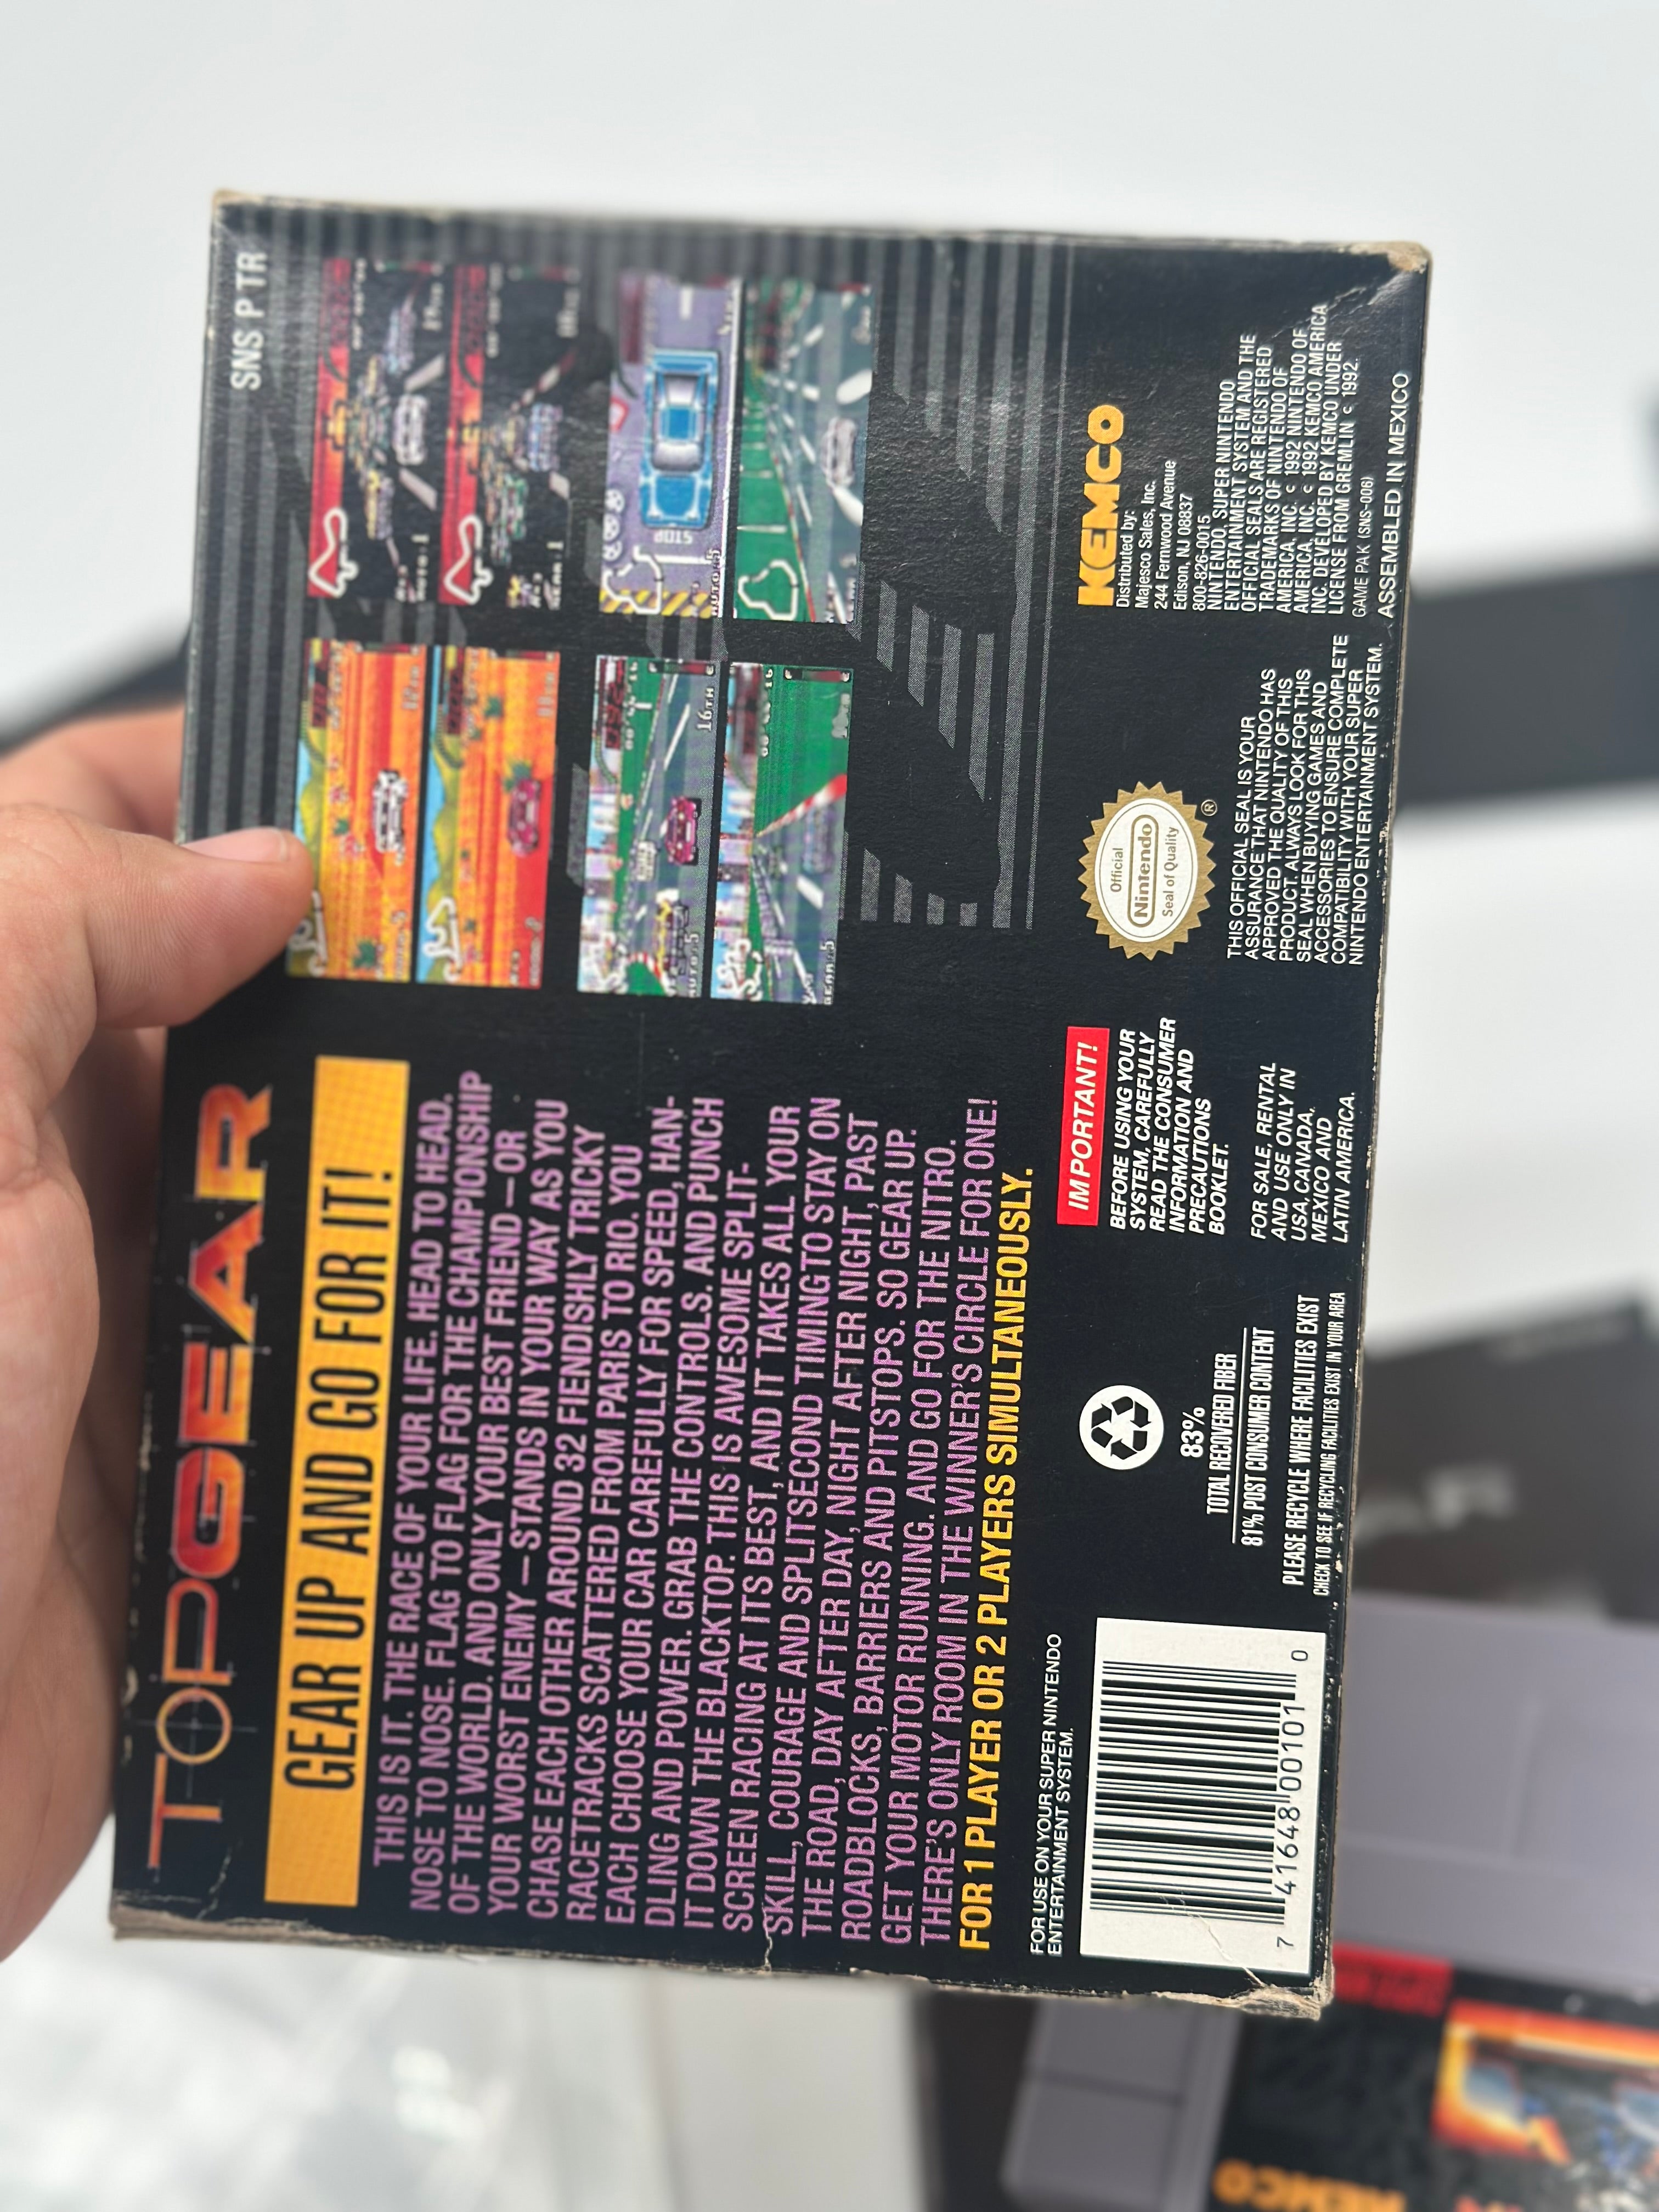 SNS P TR
TOPGEAR
GEAR UP AND GO FOR IT!
THIS IS IT. THE RACE OF YOUR LIFE. HEAD TO HEAD.
NOSE TO NOSE. FLAG TO FLAG FOR THE CHAMPIONSHIP
OF THE WORLD. AND ONLY YOUR BEST FRIEND—OR
YOUR WORST ENEMY—STANDS IN YOUR WAY AS YOU
CHASE EACH OTHER AROUND 32 FIENDISHLY TRICKY
RACETRACKS SCATTERED FROM PARIS TO RIO. YOU
EACH CHOOSE YOUR CAR CAREFULLY FOR SPEED, HAN-
DLING AND POWER. GRAB THE CONTROLS. AND PUNCH
IT DOWN THE BLACKTOP. THIS IS AWESOME SPLIT-
SCREEN RACING AT ITS BEST, AND IT TAKES ALL YOUR
SKILL, COURAGE AND SPLITSECOND TIMING TO STAY ON
THE ROAD, DAY AFTER DAY, NIGHT AFTER NIGHT, PAST
ROADBLOCKS, BARRIERS AND PITSTOPS. SO GEAR UP.
GET YOUR MOTOR RUNNING. AND GO FOR THE NITRO.
THERE'S ONLY ROOM IN THE WINNER'S CIRCLE FOR ONE!
FOR 1 PLAYER OR 2 PLAYERS SIMULTANEOUSLY.
16TH
STOP
FOR USE ON YOUR SUPER NINTENDO
ENTERTAINMENT SYSTEM.
7 41648 00101 0
83%
TOTAL RECOVERED FIBER
81% POST CONSUMER CONTENT
PLEASE RECYCLE WHERE FACILITIES EXIST
CHECK TO SEE IF RECYCLING FACILITIES EXIST IN YOUR AREA
IMPORTANT!
BEFORE USING YOUR
SYSTEM, CAREFULLY
READ THE CONSUMER
INFORMATION AND
PRECAUTIONS
BOOKLET.
FOR SALE, RENTAL
AND USE ONLY IN
USA, CANADA,
MEXICO AND
LATIN AMERICA.
Official
Nintendo
Seal of Quality
®
THIS OFFICIAL SEAL IS YOUR
ASSURANCE THAT NINTENDO HAS
APPROVED THE QUALITY OF THIS
PRODUCT. ALWAYS LOOK FOR THIS
SEAL WHEN BUYING GAMES AND
ACCESSORIES TO ENSURE COMPLETE
COMPATIBILITY WITH YOUR SUPER
NINTENDO ENTERTAINMENT SYSTEM.
KEMCO
Distributed by:
Majesco Sales, Inc.
244 Fernwood Avenue
Edison, NJ 08837
800-826-0015
NINTENDO, SUPER NINTENDO
ENTERTAINMENT SYSTEM AND THE
OFFICIAL SEALS ARE REGISTERED
TRADEMARKS OF NINTENDO OF
AMERICA, INC. c 1992 NINTENDO OF
AMERICA, INC. c 1992 KEMCO AMERICA
INC. DEVELOPED BY KEMCO UNDER
LICENSE FROM GREMLIN c 1992.
GAME PAK (SNS-006)
ASSEMBLED IN MEXICO
KEMCO